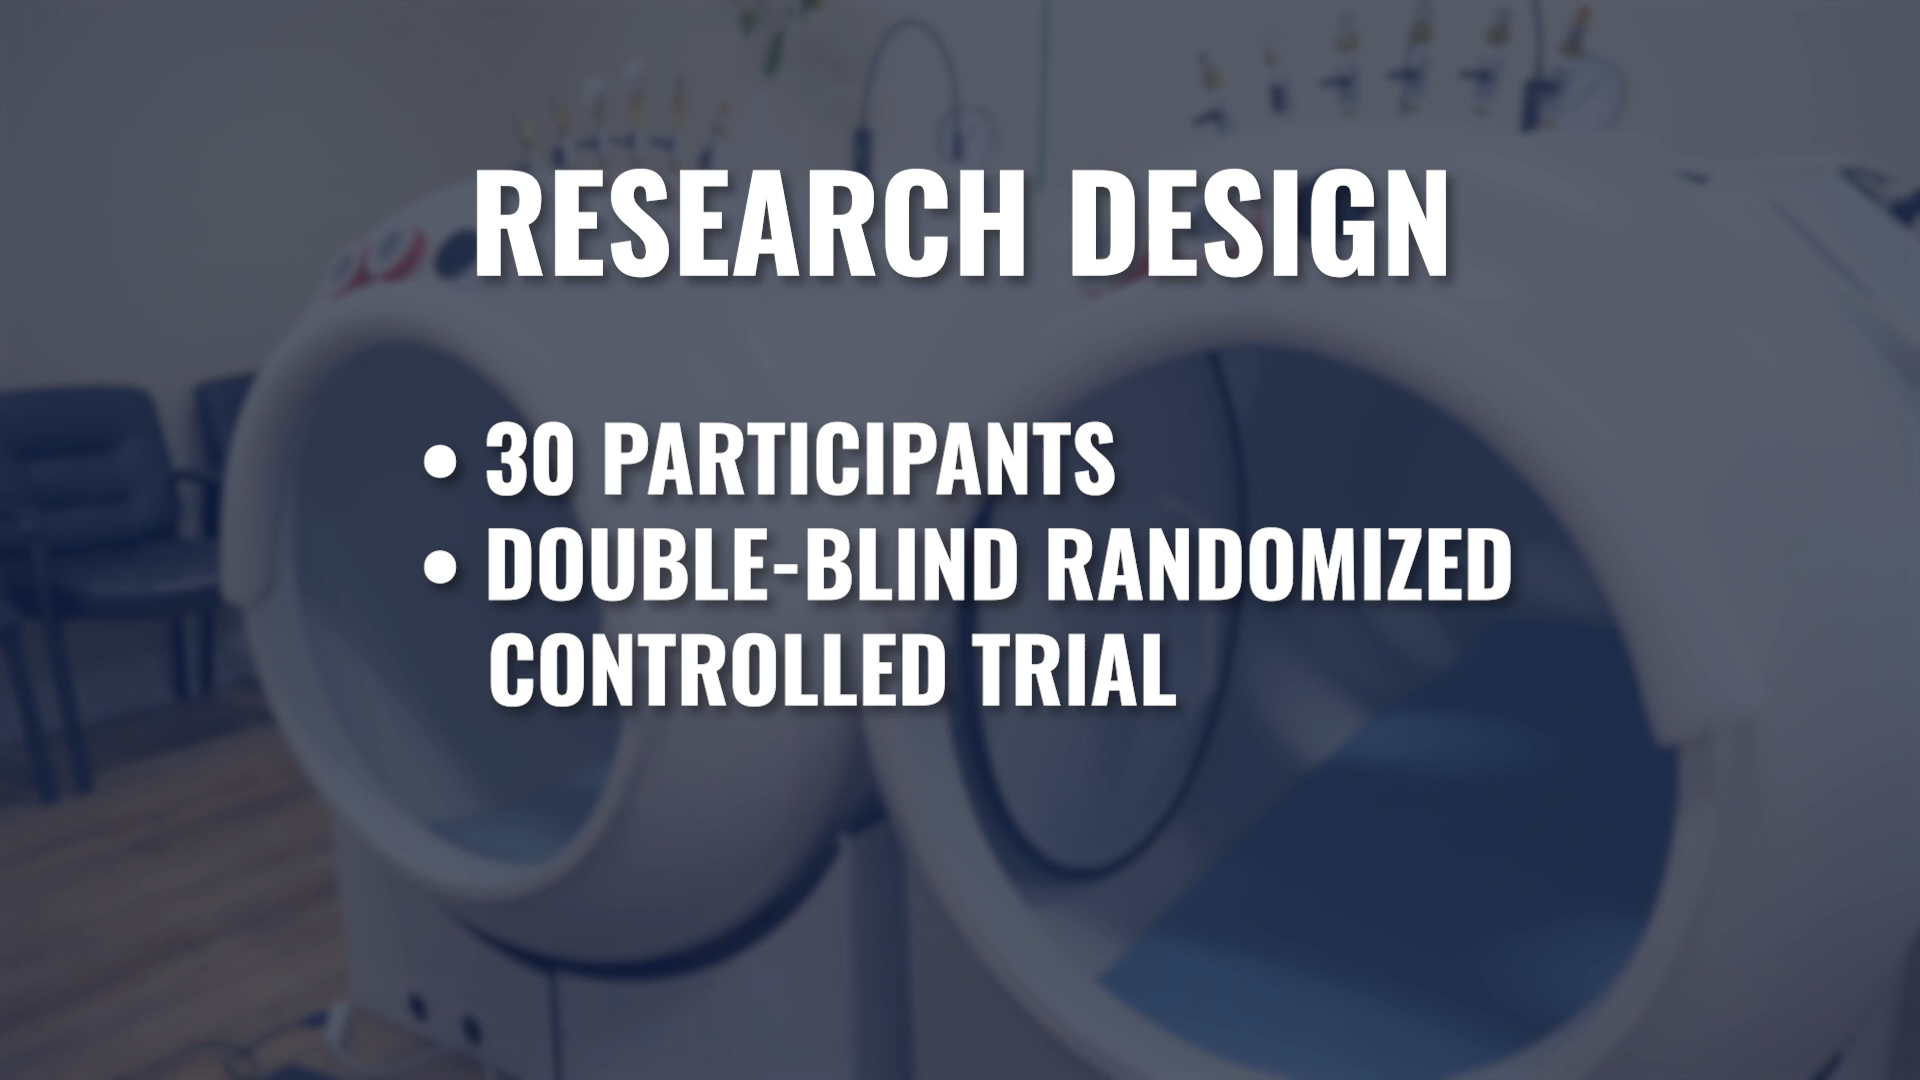 RESEARCH DESIGN
• 30 PARTICIPANTS
• DOUBLE-BLIND RANDOMIZED
CONTROLLED TRIAL